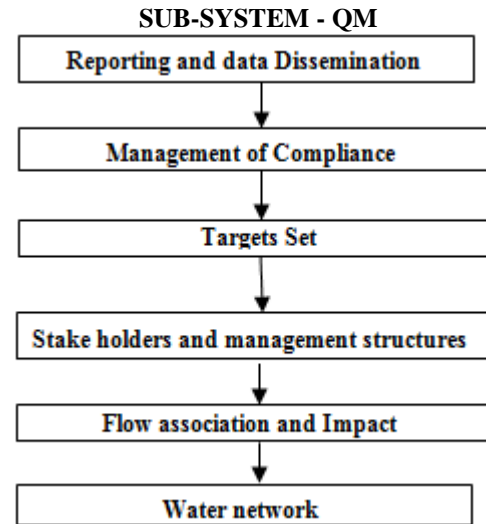 SUB-SYSTEM - QM
Reporting and data Dissemination
Management of Compliance
Targets Set
Stake holders and management structures
Flow association and Impact
Water network